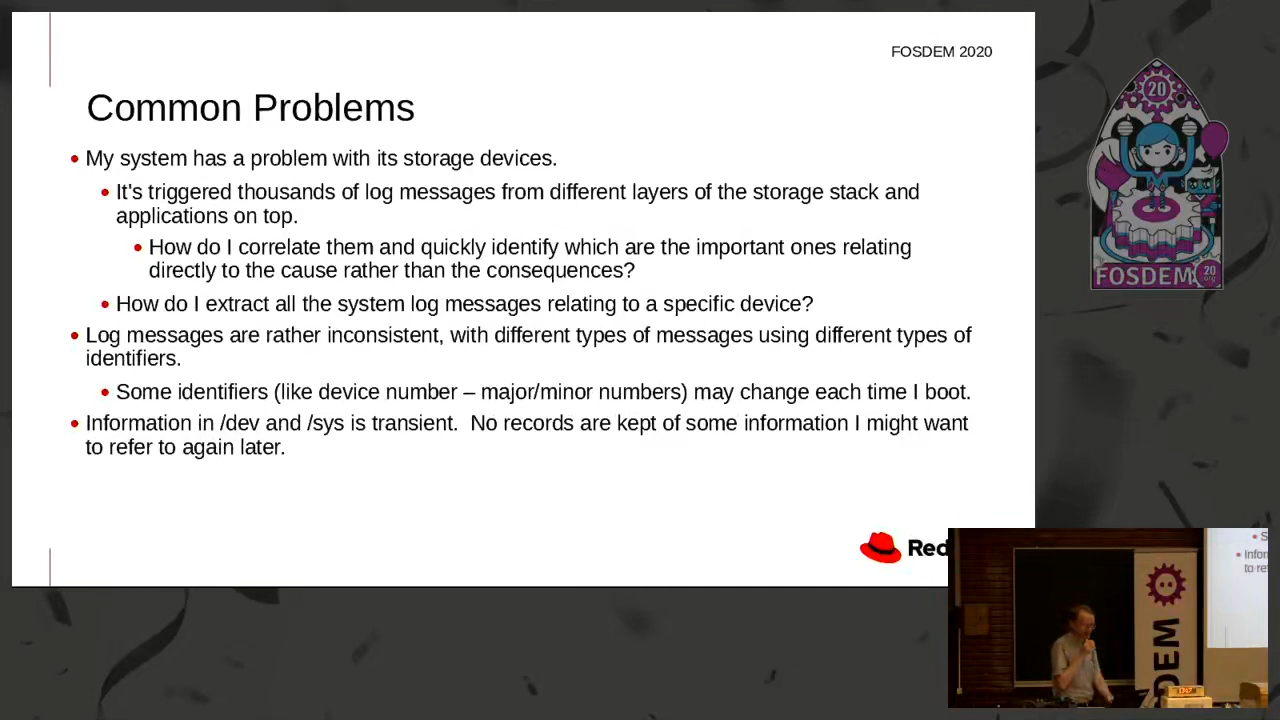 FOSDEM 2020
Common Problems
My system has a problem with its storage devices.
It's triggered thousands of log messages from different layers of the storage stack and
applications on top.
How do I correlate them and quickly identify which are the important ones relating
directly to the cause rather than the consequences?
How do I extract all the system log messages relating to a specific device?
Log messages are rather inconsistent, with different types of messages using different types of
identifiers.
Some identifiers (like device number – major/minor numbers) may change each time I boot.
Information in /dev and /sys is transient.  No records are kept of some information I might want
to refer to again later.
Red
20
FOSDEM
20
DEM
Infor
to ref